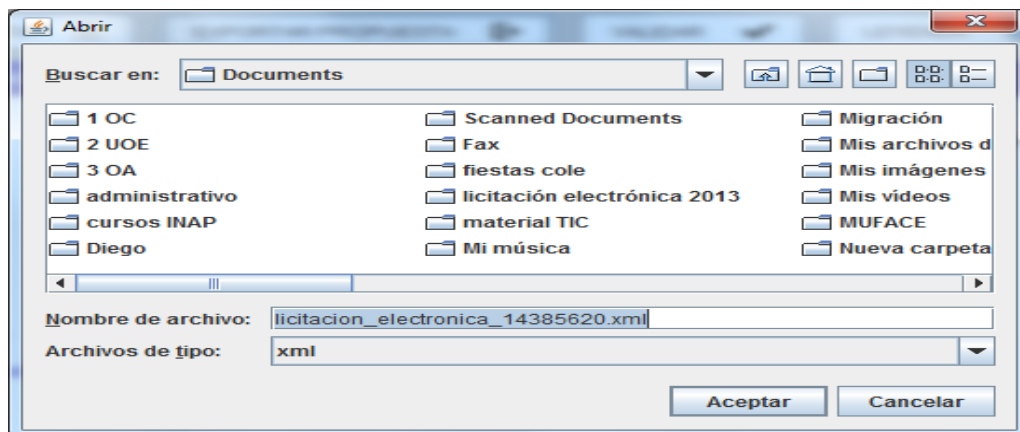 Abrir
Buscar en: Documents
1 OC Scanned Documents Migración
2 UOE Fax Mis archivos d
3 OA fiestas cole Mis imágenes
administrativo licitación electrónica 2013 Mis vídeos
cursos INAP material TIC MUFACE
Diego Mi música Nueva carpeta
Nombre de archivo: licitacion_electronica_14385620.xml
Archivos de tipo: xml
Aceptar Cancelar